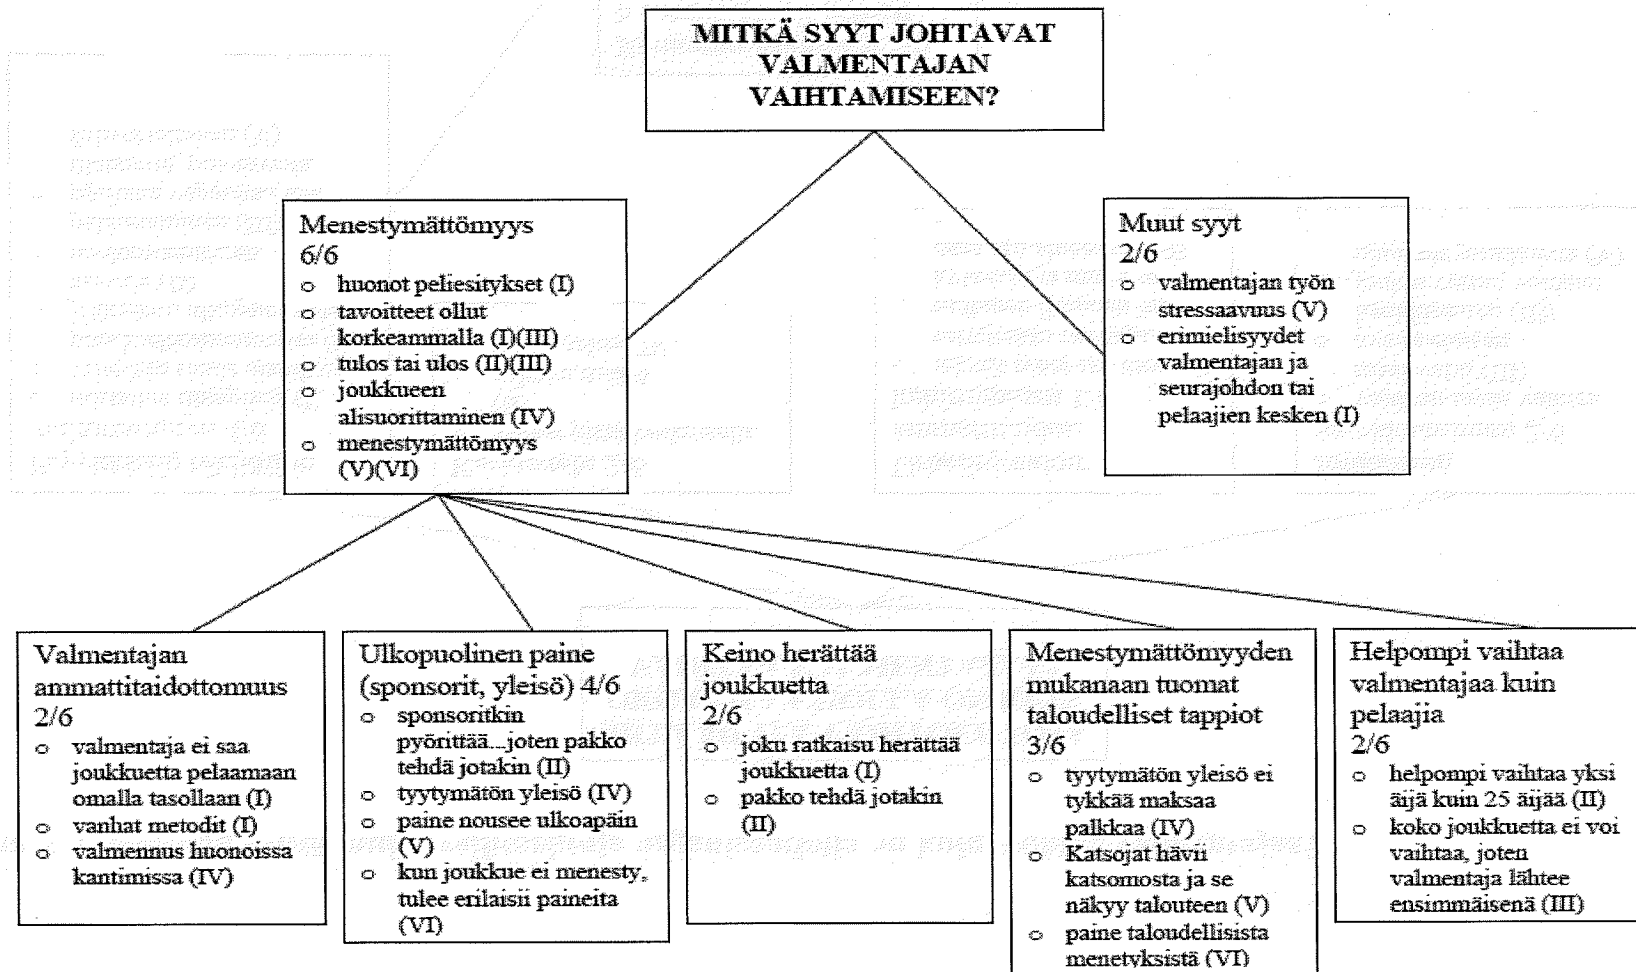 MITKÄ SYYT JOHTAVAT
VALMENTAJAN
VAIHTAMISEEN?
Menestymättömyys
6/6
o huonot peliesitykset (I)
o tavoitteet ollut
korkeammalla (I)(III)
o tulos tai ulos (II)(III)
o joukkueen
alisuorittaminen (IV)
o menestymättömyys
(V)(VI)
Muut syyt
2/6
o valmentajan työn
stressaavuus (V)
o erimielisyydet
valmentajan ja
seurajohdon tai
pelaajien kesken (I)
Valmentajan
ammattitaidottomuus
2/6
o valmentaja ei saa
joukkuetta pelaamaan
omalla tasollaan (I)
o vanhat metodit (I)
o valmennus huonoissa
kantimissa (IV)
Ulkopuolinen paine
(sponsorit, yleisö) 4/6
o sponsoritkin
pyörittää...joten pakko
tehdä jotakin (II)
o tyytymätön yleisö (IV)
o paine nousee ulkoapäin
(V)
o kun joukkue ei menesty,
tulee erilaisii paineita
(VI)
Keino herättää
joukkuetta
2/6
o joku ratkaisu herättää
joukkuetta (I)
o pakko tehdä jotakin
(II)
Menestymättömyyden
mukanaan tuomat
taloudelliset tappiot
3/6
o tyytymätön yleisö ei
tykkää maksaa
palkkaa (IV)
o Katsojat hävii
katsomosta ja se
näkyy talouteen (V)
o paine taloudellisista
menetyksistä (VI)
Helpompi vaihtaa
valmentajaa kuin
pelaajia
2/6
o helpompi vaihtaa yksi
äijä kuin 25 äijää (II)
o koko joukkuetta ei voi
vaihtaa, joten
valmentaja lähtee
ensimmäisenä (III)